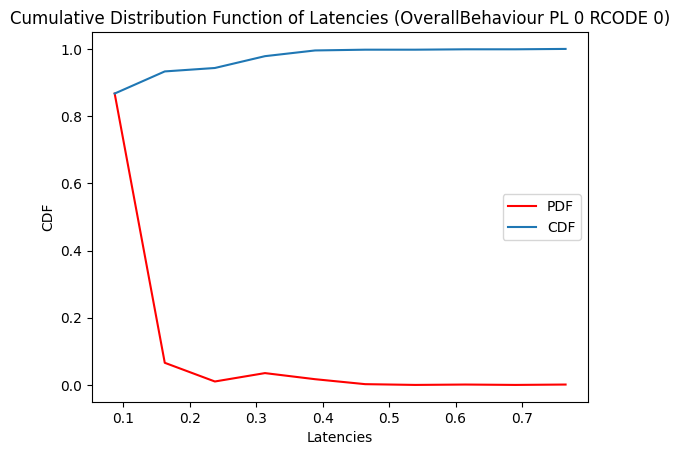 Cumulative Distribution Function of Latencies (OverallBehaviour PL 0 RCODE 0)
1.0
0.8
0.6
0.4
0.2
0.0
CDF
PDF
CDF
0.1 0.2 0.3 0.4 0.5 0.6 0.7
Latencies